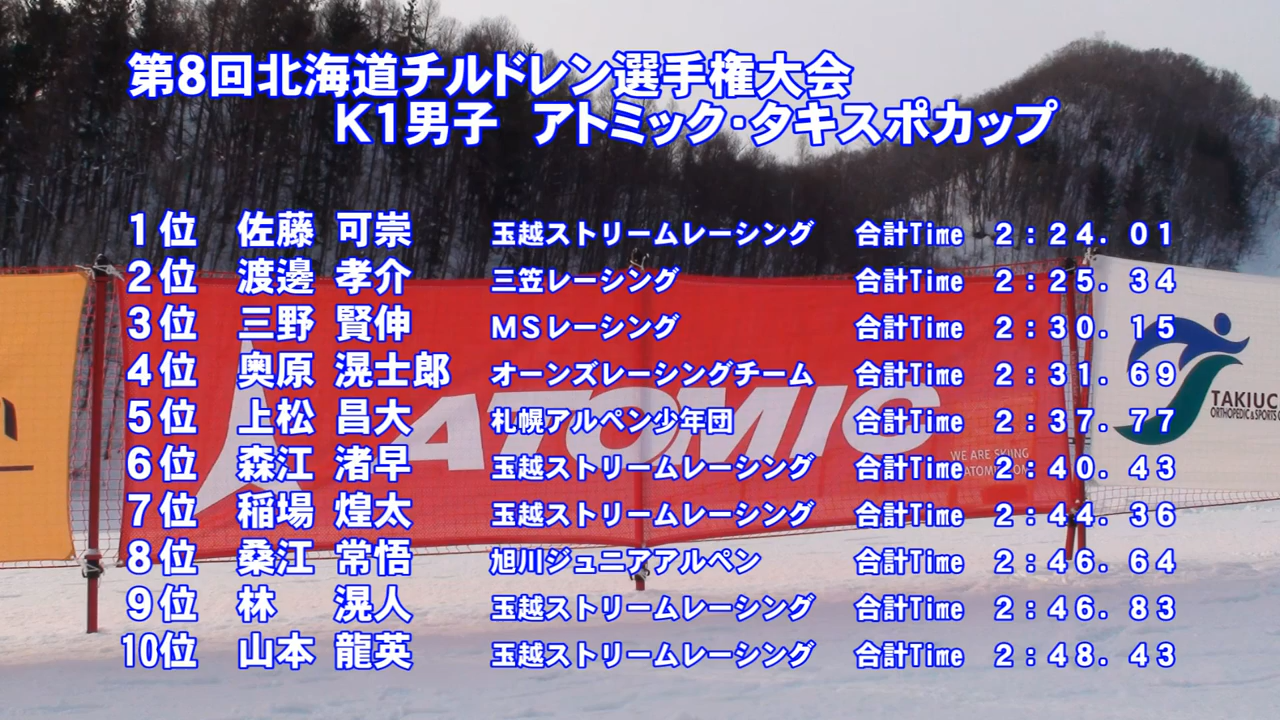 第8回北海道チルドレン選手権大会
K1男子 アトミック・タキスポカップ
1位 佐藤 可崇 玉越ストリームレーシング 合計Time 2:24.01
2位 渡邊 孝介 三笠レーシング 合計Time 2:25.34
3位 三野 賢伸 MSレーシング 合計Time 2:30.15
4位 奥原 滉士郎 オーンズレーシングチーム 合計Time 2:31.69
5位 上松 昌大 札幌アルペン少年団 合計Time 2:37.77
6位 森江 渚早 玉越ストリームレーシング 合計Time 2:40.43
7位 稲場 煌太 玉越ストリームレーシング 合計Time 2:44.36
8位 桑江 常悟 旭川ジュニアアルペン 合計Time 2:46.64
9位 林 滉人 玉越ストリームレーシング 合計Time 2:46.83
10位 山本 龍英 玉越ストリームレーシング 合計Time 2:48.43
ATOMIC
WE ARE SKIING
TAKIUC
ORTHOPEDIC & SPORTS